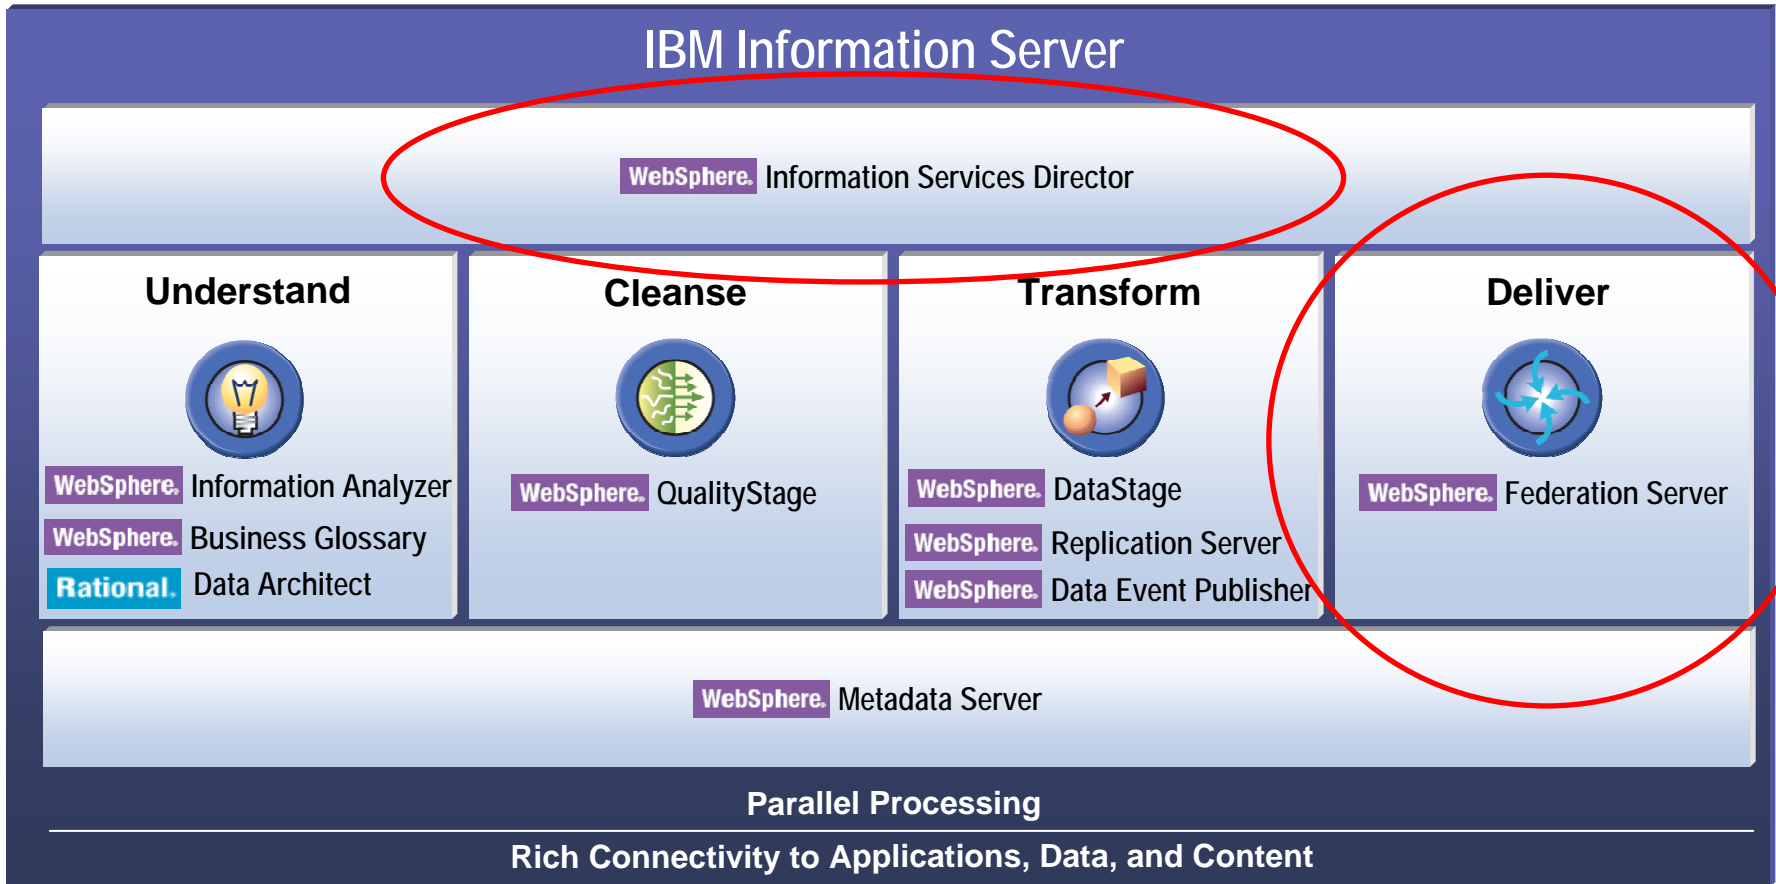 IBM Information Server
WebSphere. Information Services Director
Understand
WebSphere. Information Analyzer
WebSphere. Business Glossary
Rational. Data Architect
Cleanse
WebSphere. QualityStage
Transform
WebSphere. DataStage
WebSphere. Replication Server
WebSphere. Data Event Publisher
Deliver
WebSphere. Federation Server
WebSphere. Metadata Server
Parallel Processing
Rich Connectivity to Applications, Data, and Content